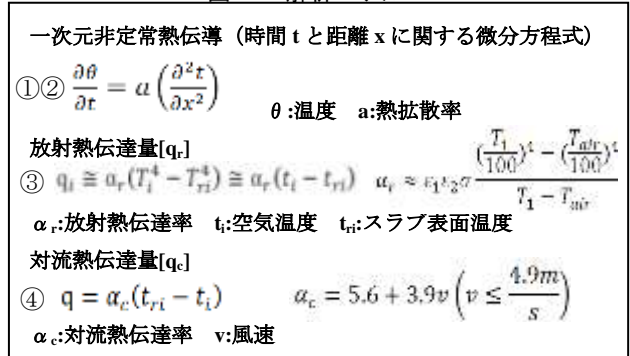 一次元非定常熱伝導(時間 t と距離 x に関する微分方程式)
①② ∂θ/∂t = a(∂²t/∂x²)
θ:温度 a:熱拡散率
放射熱伝達量[qr]
③ qi ≅ αr(Ti⁴ − Tri⁴) ≅ αr(ti − tri) αr ≈ ε1ε2σ ((T1/100)⁴ − (Tair/100)⁴)/(T1 − Tair)
αr:放射熱伝達率 ti:空気温度 tri:スラブ表面温度
対流熱伝達量[qc]
④ q = αc(tri − ti) αc = 5.6 + 3.9v (v ≤ 4.9m/s)
αc:対流熱伝達率 v:風速